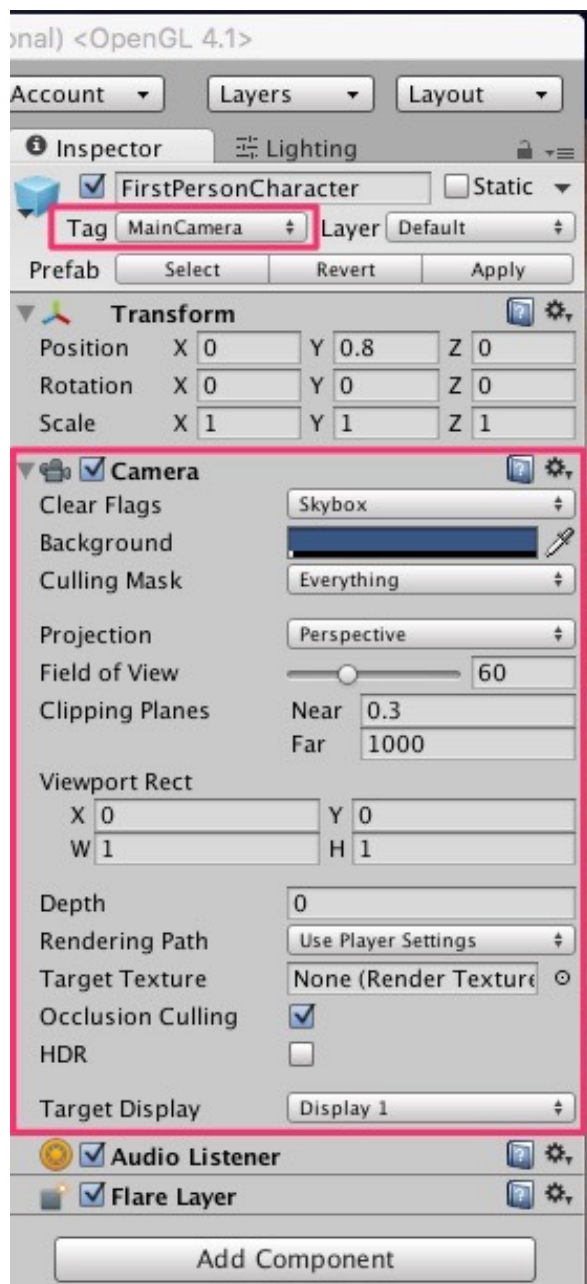 onal) <OpenGL 4.1>
Account Layers Layout
Inspector Lighting
FirstPersonCharacter Static
Tag MainCamera Layer Default
Prefab Select Revert Apply
Transform
Position X 0 Y 0.8 Z 0
Rotation X 0 Y 0 Z 0
Scale X 1 Y 1 Z 1
Camera
Clear Flags Skybox
Background
Culling Mask Everything
Projection Perspective
Field of View 60
Clipping Planes Near 0.3
Far 1000
Viewport Rect
X 0 Y 0
W 1 H 1
Depth 0
Rendering Path Use Player Settings
Target Texture None (Render Texture
Occlusion Culling
HDR
Target Display Display 1
Audio Listener
Flare Layer
Add Component